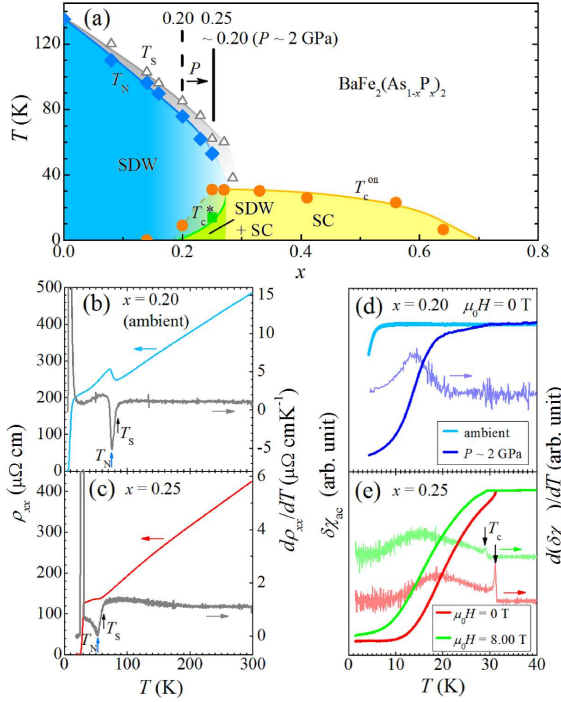 (a)
0.20 0.25
~ 0.20 (P ~ 2 GPa)
P
T_S
T_N
BaFe₂(As₁₋ₓPₓ)₂
SDW
T_c*
SDW
+ SC
SC
T_c^on
T (K)
120
80
40
0
0.0 0.2 0.4 0.6 0.8
x
(b) x = 0.20
(ambient)
500
400
300
200
100
0
15
10
5
0
-5
T_N
T_S
(c) x = 0.25
400
300
200
100
0
6
4
2
0
T_N
T_S
ρ_xx (μΩ cm)
dρ_xx/dT (μΩ cmK⁻¹)
0 100 200 300
T (K)
(d) x = 0.20 μ₀H = 0 T
ambient
P ~ 2 GPa
(e) x = 0.25
T_c
μ₀H = 0 T
μ₀H = 8.00 T
δχ_ac (arb. unit)
d(δχ )/dT (arb. unit)
0 10 20 30 40
T (K)